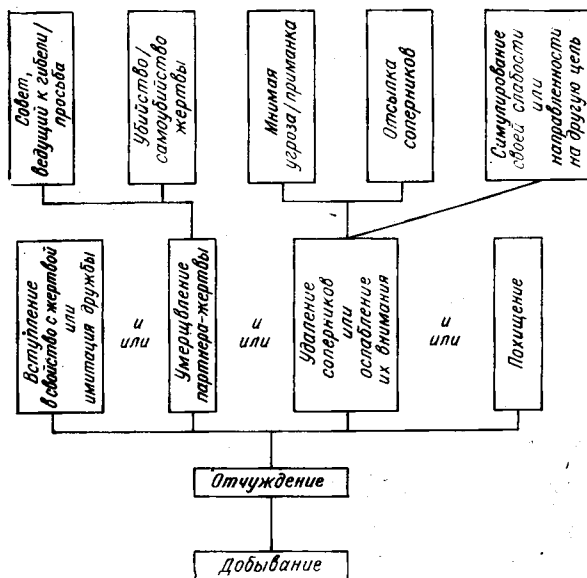 Совет,
ведущий к гибели/
просьба
Убийство/
самоубийство
жертвы
Мнимая
угроза/приманка
Отсылка
соперников
Симулирование
своей слабости
или
направленности
на другую цель
Вступление
в свойство с жертвой
или
имитация дружбы
и
или
Умерщвление
партнера-жертвы
и
или
Удаление
соперников
или
ослабление
их внимания
и
или
Похищение
Отчуждение
Добывание